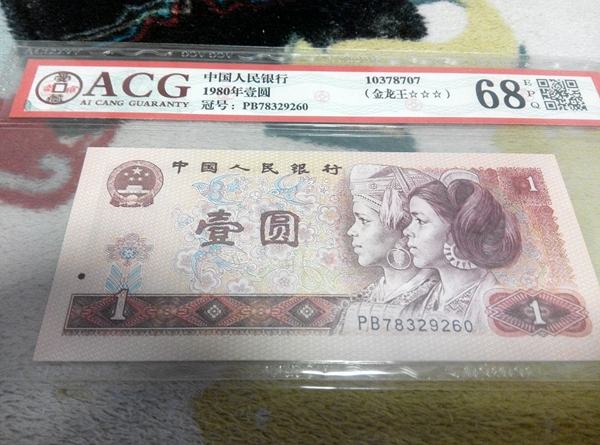 ACG
AI CANG GUARANTY
中国人民银行
1980年壹圆
冠号：PB78329260
10378707
（金龙王☆☆☆）
68
EPQ
中国人民银行
1
壹圆
1
1
PB78329260